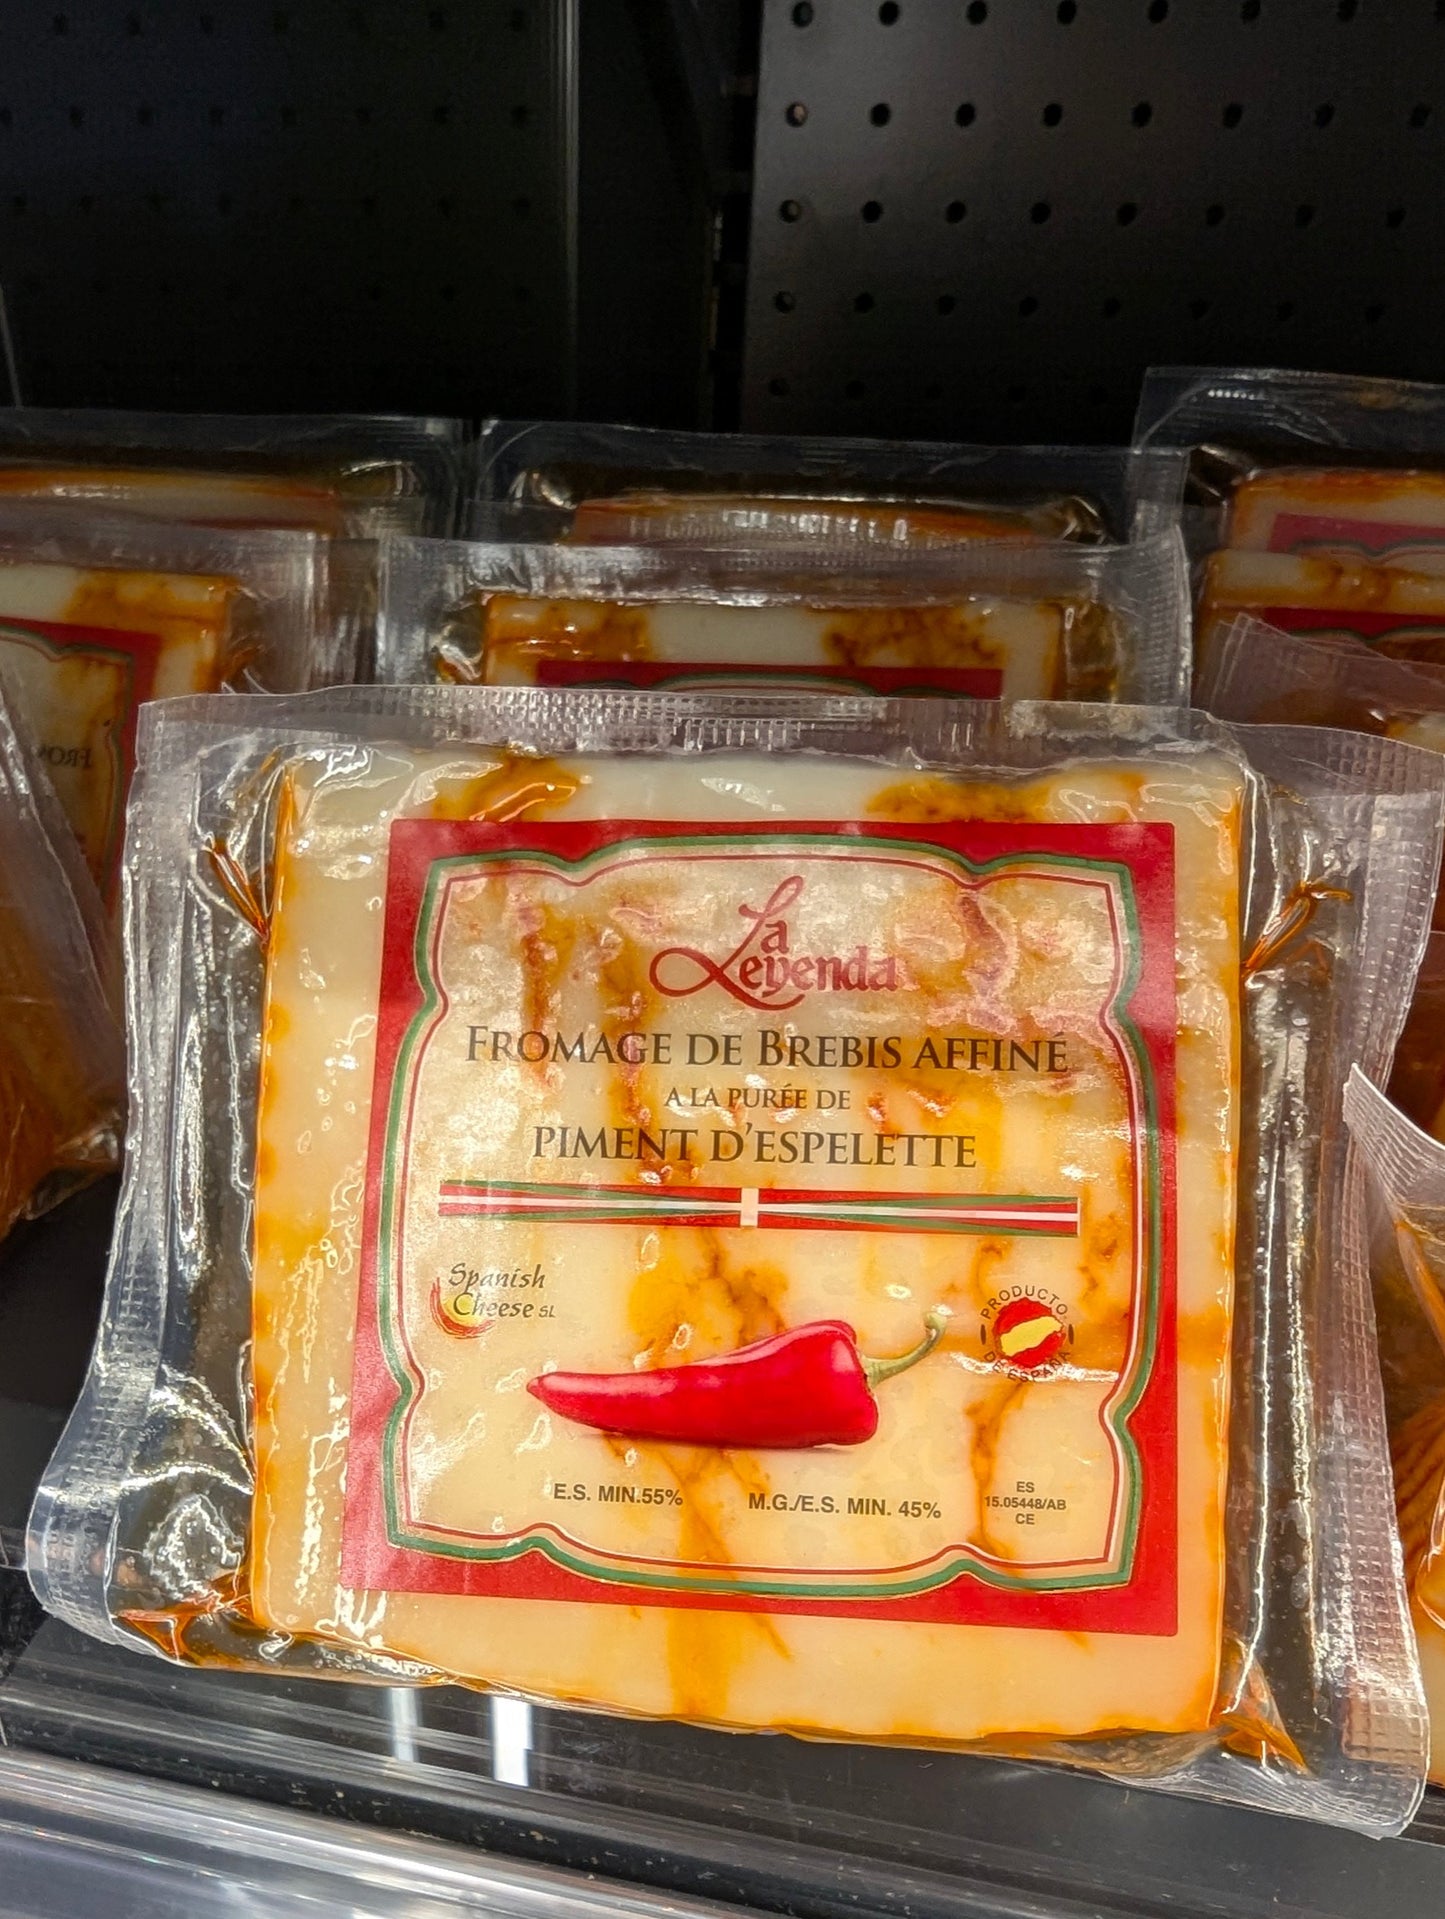 La
Leyenda
FROMAGE DE BREBIS AFFINÉ
A LA PURÉE DE
PIMENT D'ESPELETTE
Spanish
Cheese SL
PRODUCTO
DE ESPAÑA
E.S. MIN.55%
M.G./E.S. MIN. 45%
ES
15.05448/AB
CE